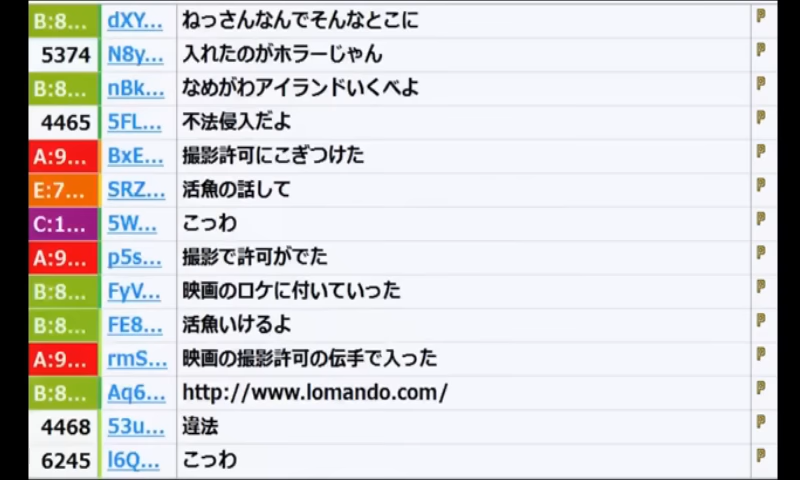 B:8... dXY... ねっさんなんでそんなとこに P
5374 N8y... 入れたのがホラーじゃん P
B:8... nBk... なめがわアイランドいくべよ P
4465 5FL... 不法侵入だよ P
A:9... BxE... 撮影許可にこぎつけた P
E:7... SRZ... 活魚の話して P
C:1... 5W... こっわ P
A:9... p5s... 撮影で許可がでた P
B:8... FyV... 映画のロケに付いていった P
B:8... FE8... 活魚いけるよ P
A:9... rmS... 映画の撮影許可の伝手で入った P
B:8... Aq6... http://www.lomando.com/ P
4468 53u... 違法 P
6245 l6Q... こっわ P